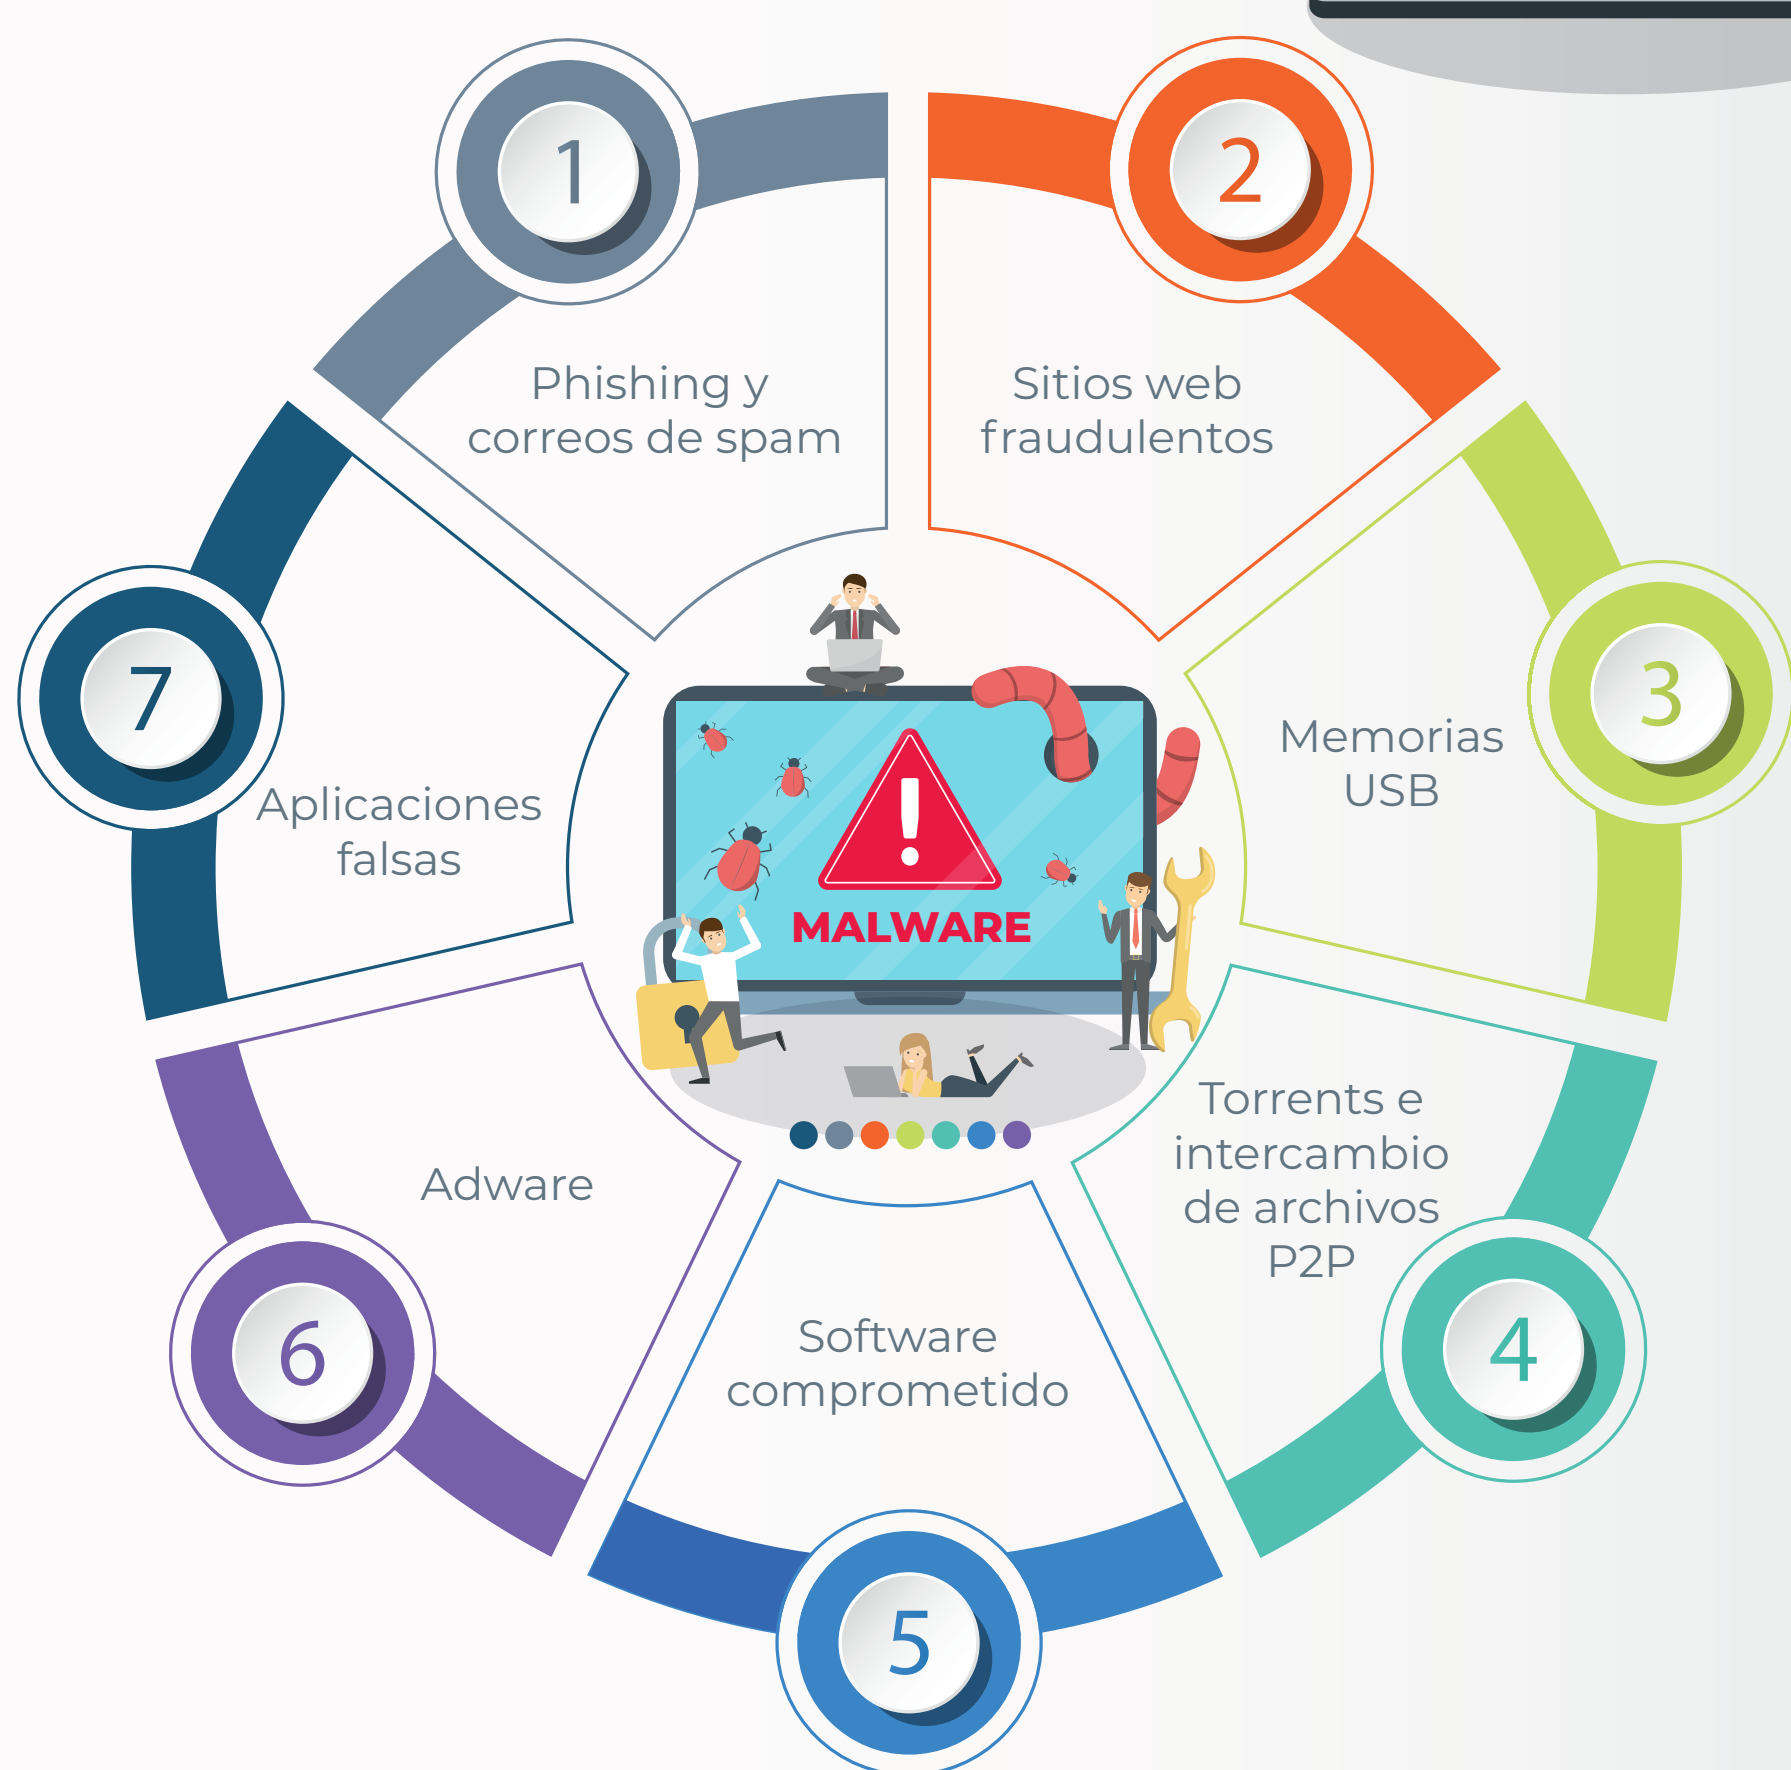 1
Phishing y
correos de spam
2
Sitios web
fraudulentos
3
Memorias
USB
4
Torrents e
intercambio
de archivos
P2P
5
Software
comprometido
6
Adware
7
Aplicaciones
falsas
!
MALWARE